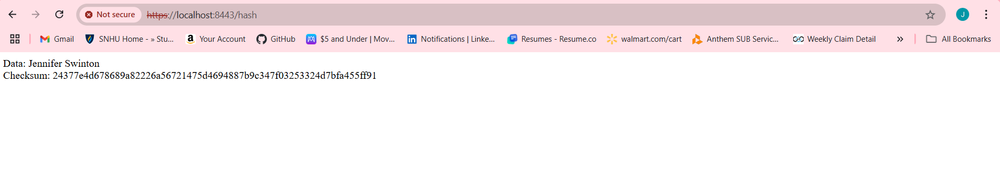 Not secure https://localhost:8443/hash J
Gmail SNHU Home - » Stu... a Your Account GitHub $5 and Under | Mov... in Notifications | Linke... Resumes - Resume.co walmart.com/cart Anthem SUB Servic... Weekly Claim Detail » All Bookmarks
Data: Jennifer Swinton
Checksum: 24377e4d678689a82226a56721475d4694887b9c347f03253324d7bfa455ff91